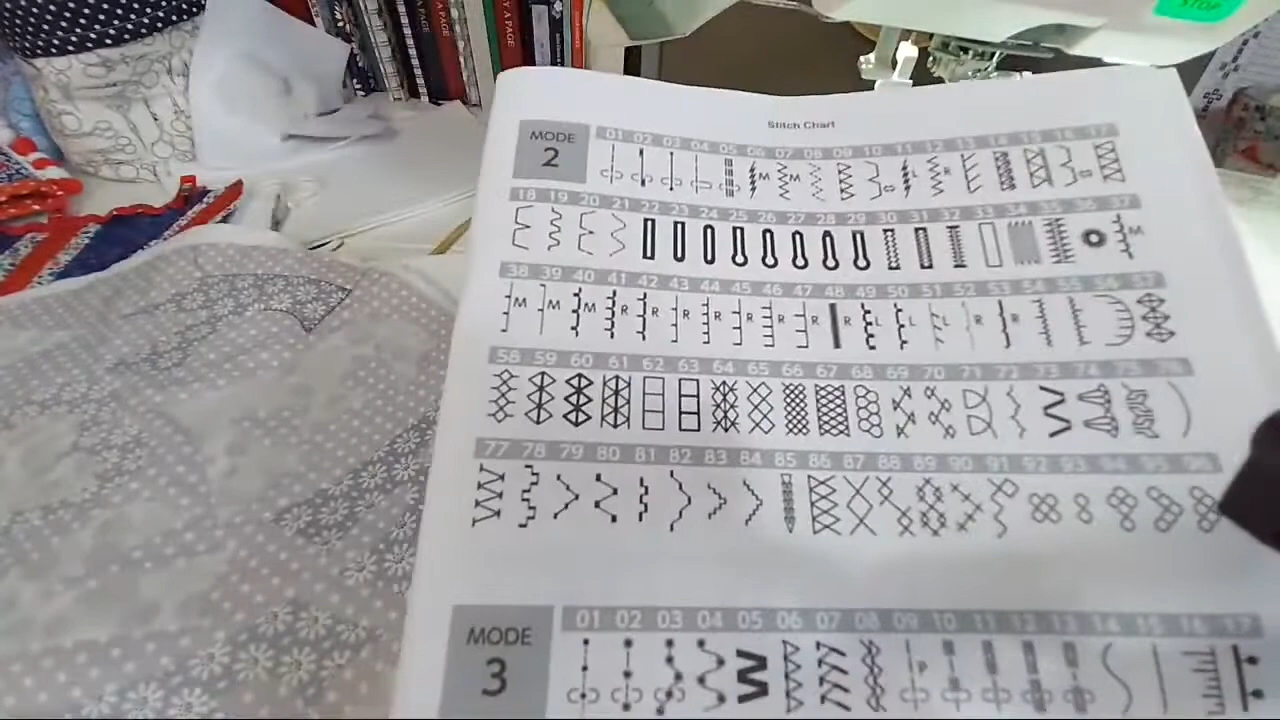 STOP
Y A PAGE
Y A PAGE
Stitch Chart
MODE 2
01 02 03 04 05 06 07 08 09 10 11 12 13 14 15 16 17
M M L R
18 19 20 21 22 23 24 25 26 27 28 29 30 31 32 33 34 35 36 37
M
38 39 40 41 42 43 44 45 46 47 48 49 50 51 52 53 54 55 56 57
M M M R R R R R R R R L L L R R
58 59 60 61 62 63 64 65 66 67 68 69 70 71 72 73 74 75 76
77 78 79 80 81 82 83 84 85 86 87 88 89 90 91 92 93 94 95 96
MODE 3
01 02 03 04 05 06 07 08 09 10 11 12 13 14 15 16 17
P